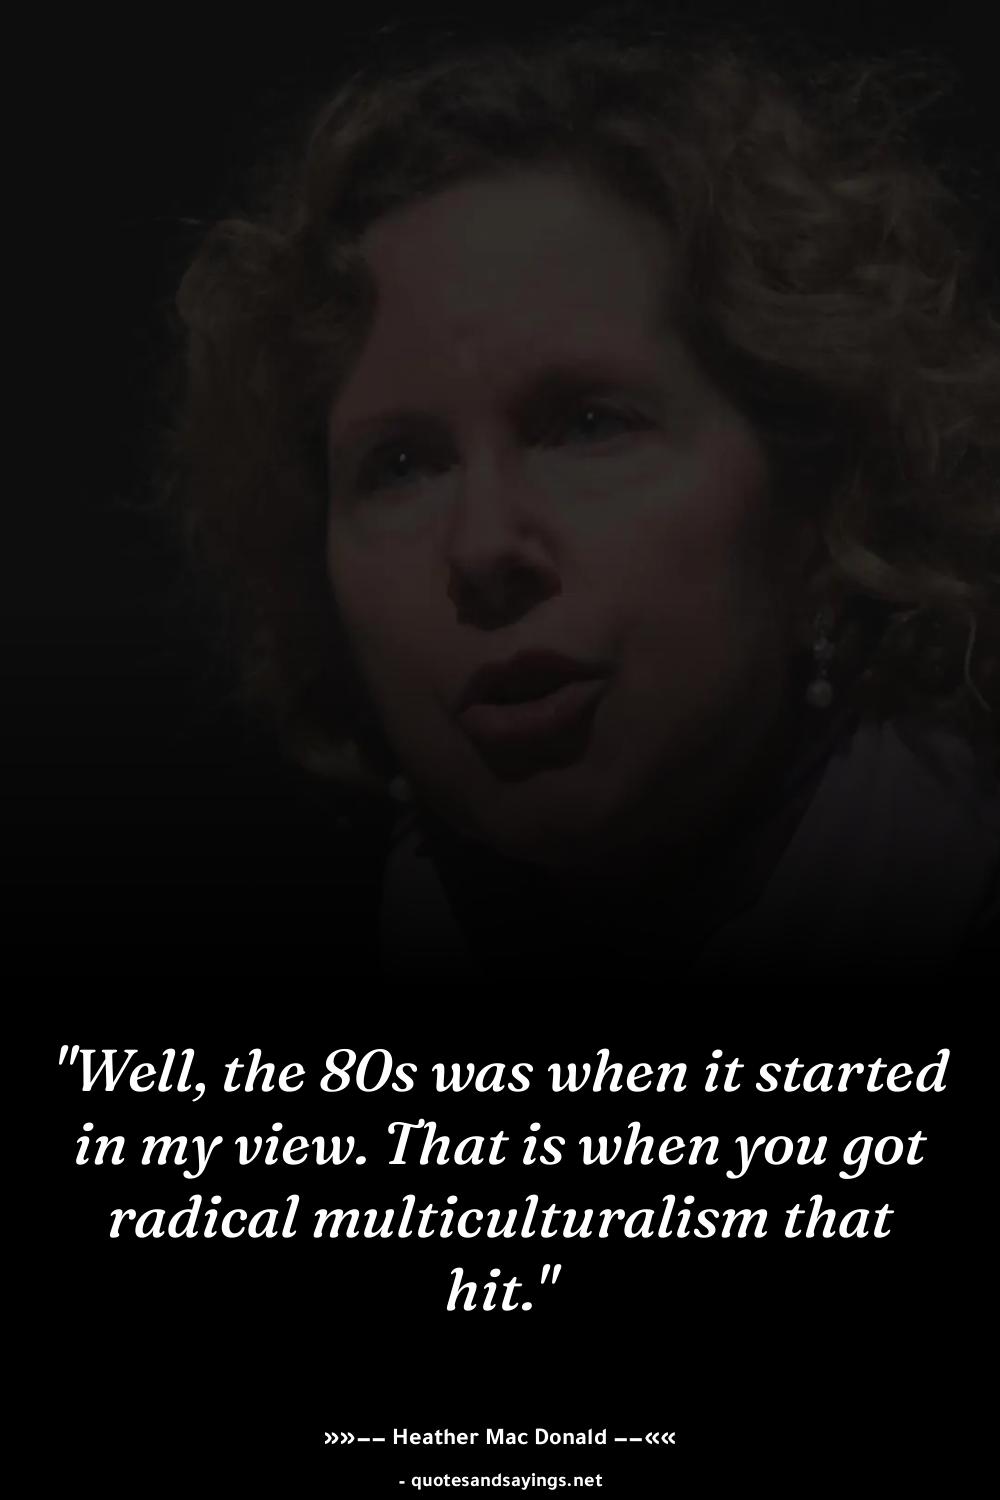 "Well, the 80s was when it started
in my view. That is when you got
radical multiculturalism that
hit."
»»−− Heather Mac Donald −−««
- quotesandsayings.net